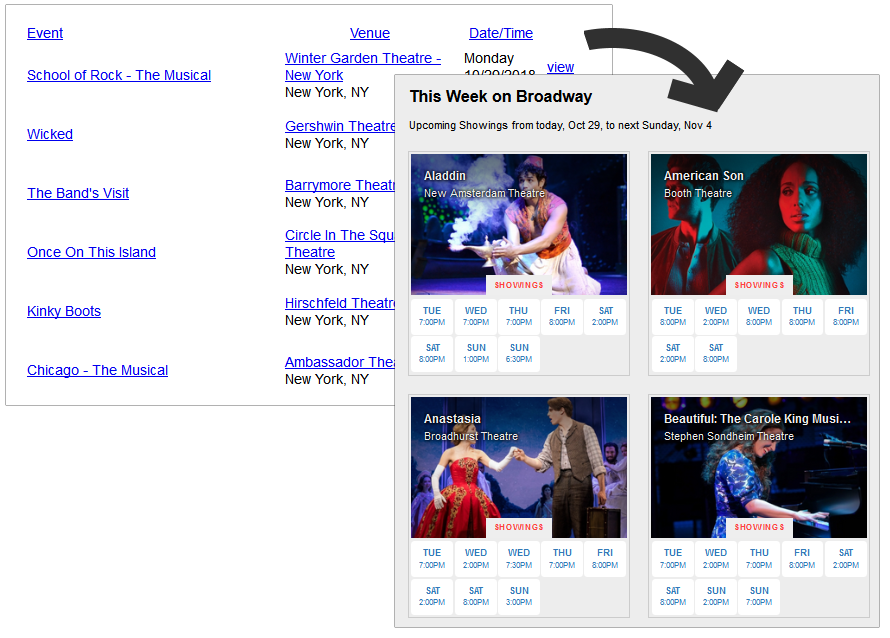 Event Venue Date/Time
School of Rock - The Musical
Winter Garden Theatre -
New York
New York, NY
Monday
10/29/2018
view
Wicked
Gershwin Theatre
New York, NY
The Band's Visit
Barrymore Theatr
New York, NY
Once On This Island
Circle In The Squ
Theatre
New York, NY
Kinky Boots
Hirschfeld Theatre
New York, NY
Chicago - The Musical
Ambassador Thea
New York, NY
This Week on Broadway
Upcoming Showings from today, Oct 29, to next Sunday, Nov 4
Aladdin
New Amsterdam Theatre
SHOWINGS
TUE WED THU FRI SAT
7:00PM 7:00PM 7:00PM 8:00PM 2:00PM
SAT SUN SUN
8:00PM 1:00PM 6:30PM
American Son
Booth Theatre
SHOWINGS
TUE WED WED THU FRI
8:00PM 2:00PM 8:00PM 8:00PM 8:00PM
SAT SAT
2:00PM 8:00PM
Anastasia
Broadhurst Theatre
SHOWINGS
TUE WED WED THU FRI
7:00PM 2:00PM 7:30PM 7:00PM 8:00PM
SAT SAT SUN
2:00PM 8:00PM 3:00PM
Beautiful: The Carole King Musi...
Stephen Sondheim Theatre
SHOWINGS
TUE WED THU FRI SAT
7:00PM 2:00PM 7:00PM 8:00PM 2:00PM
SAT SUN SUN
8:00PM 2:00PM 7:00PM